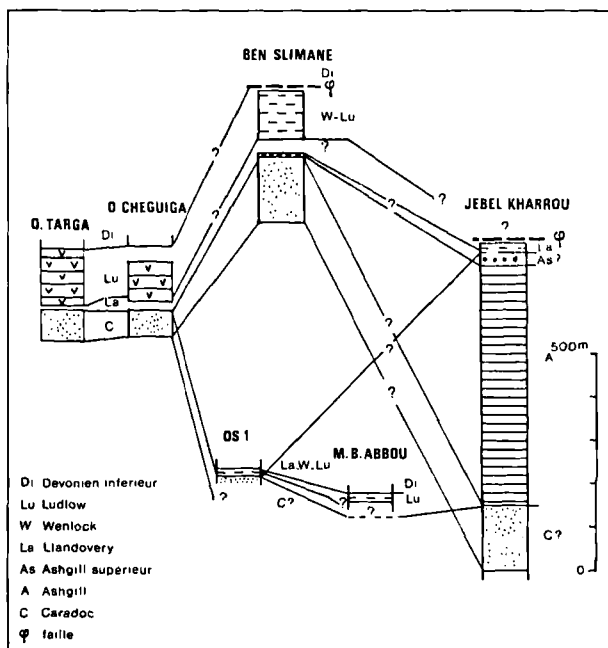 BEN SLIMANE
Di
φ
W-Lu
?
?
?
?
JEBEL KHARROU
?
φ
La
As?
O. TARGA
O CHEGUIGA
Di
Lu
La
C
?
?
?
?
?
?
500m
A
OS 1
M. B. ABBOU
La.W.Lu
Di
Lu
?
C?
?
?
C?
0
Di Devonien inferieur
Lu Ludlow
W Wenlock
La Llandovery
As Ashgill supérieur
A Ashgill
C Caradoc
φ faille